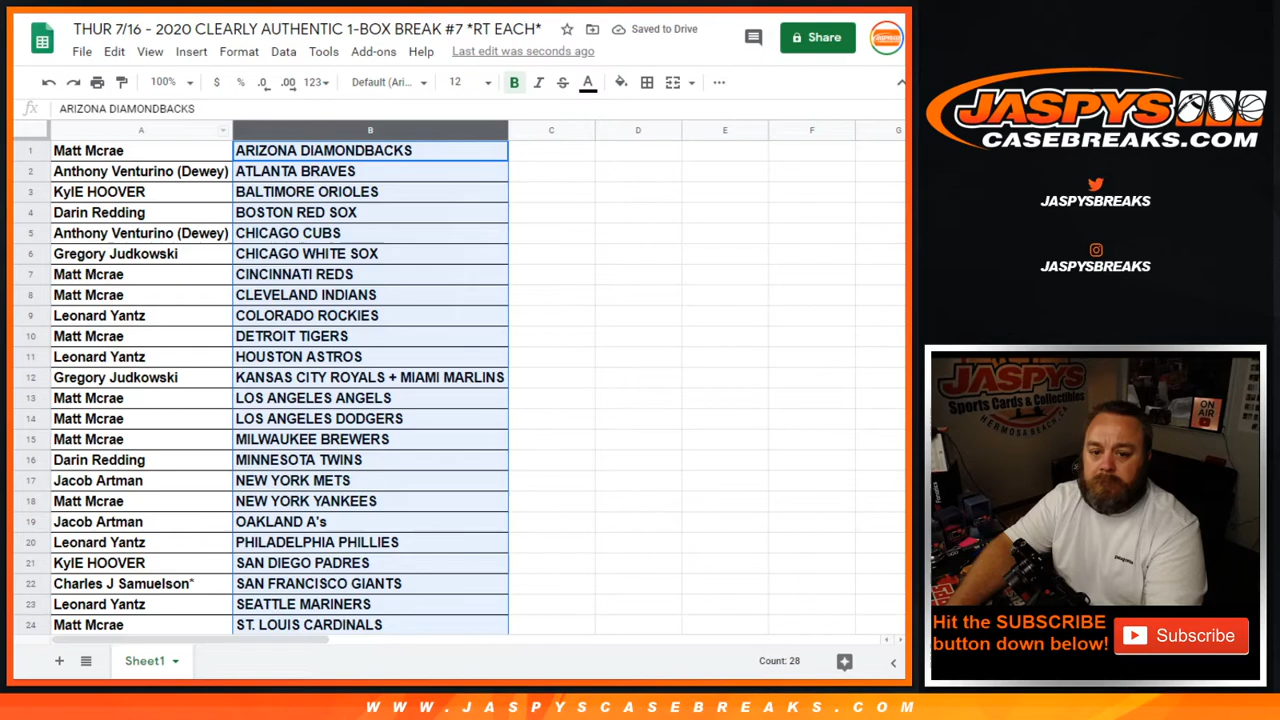 THUR 7/16 - 2020 CLEARLY AUTHENTIC 1-BOX BREAK #7 *RT EACH*
Saved to Drive
Share
File Edit View Insert Format Data Tools Add-ons Help Last edit was seconds ago
100% $ % .0 .00 123 Default (Ari... 12 B I S A
fx ARIZONA DIAMONDBACKS
A B C D E F G
1 Matt Mcrae ARIZONA DIAMONDBACKS
2 Anthony Venturino (Dewey) ATLANTA BRAVES
3 KylE HOOVER BALTIMORE ORIOLES
4 Darin Redding BOSTON RED SOX
5 Anthony Venturino (Dewey) CHICAGO CUBS
6 Gregory Judkowski CHICAGO WHITE SOX
7 Matt Mcrae CINCINNATI REDS
8 Matt Mcrae CLEVELAND INDIANS
9 Leonard Yantz COLORADO ROCKIES
10 Matt Mcrae DETROIT TIGERS
11 Leonard Yantz HOUSTON ASTROS
12 Gregory Judkowski KANSAS CITY ROYALS + MIAMI MARLINS
13 Matt Mcrae LOS ANGELES ANGELS
14 Matt Mcrae LOS ANGELES DODGERS
15 Matt Mcrae MILWAUKEE BREWERS
16 Darin Redding MINNESOTA TWINS
17 Jacob Artman NEW YORK METS
18 Matt Mcrae NEW YORK YANKEES
19 Jacob Artman OAKLAND A's
20 Leonard Yantz PHILADELPHIA PHILLIES
21 KylE HOOVER SAN DIEGO PADRES
22 Charles J Samuelson* SAN FRANCISCO GIANTS
23 Leonard Yantz SEATTLE MARINERS
24 Matt Mcrae ST. LOUIS CARDINALS
Sheet1
Count: 28
JASPYS
CASEBREAKS.COM
JASPYSBREAKS
JASPYSBREAKS
JASPYS
Sports Cards & Collectibles
HERMOSA BEACH, CA
ON AIR
Hit the SUBSCRIBE
button down below!
Subscribe
WWW.JASPYSCASEBREAKS.COM